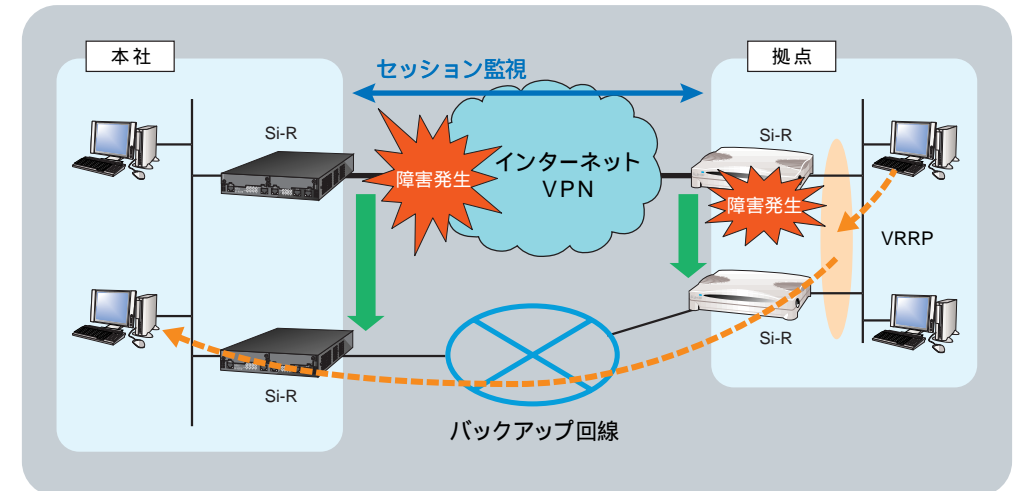 本社
拠点
セッション監視
Si-R
Si-R
障害発生
インターネット
VPN
障害発生
VRRP
Si-R
Si-R
バックアップ回線